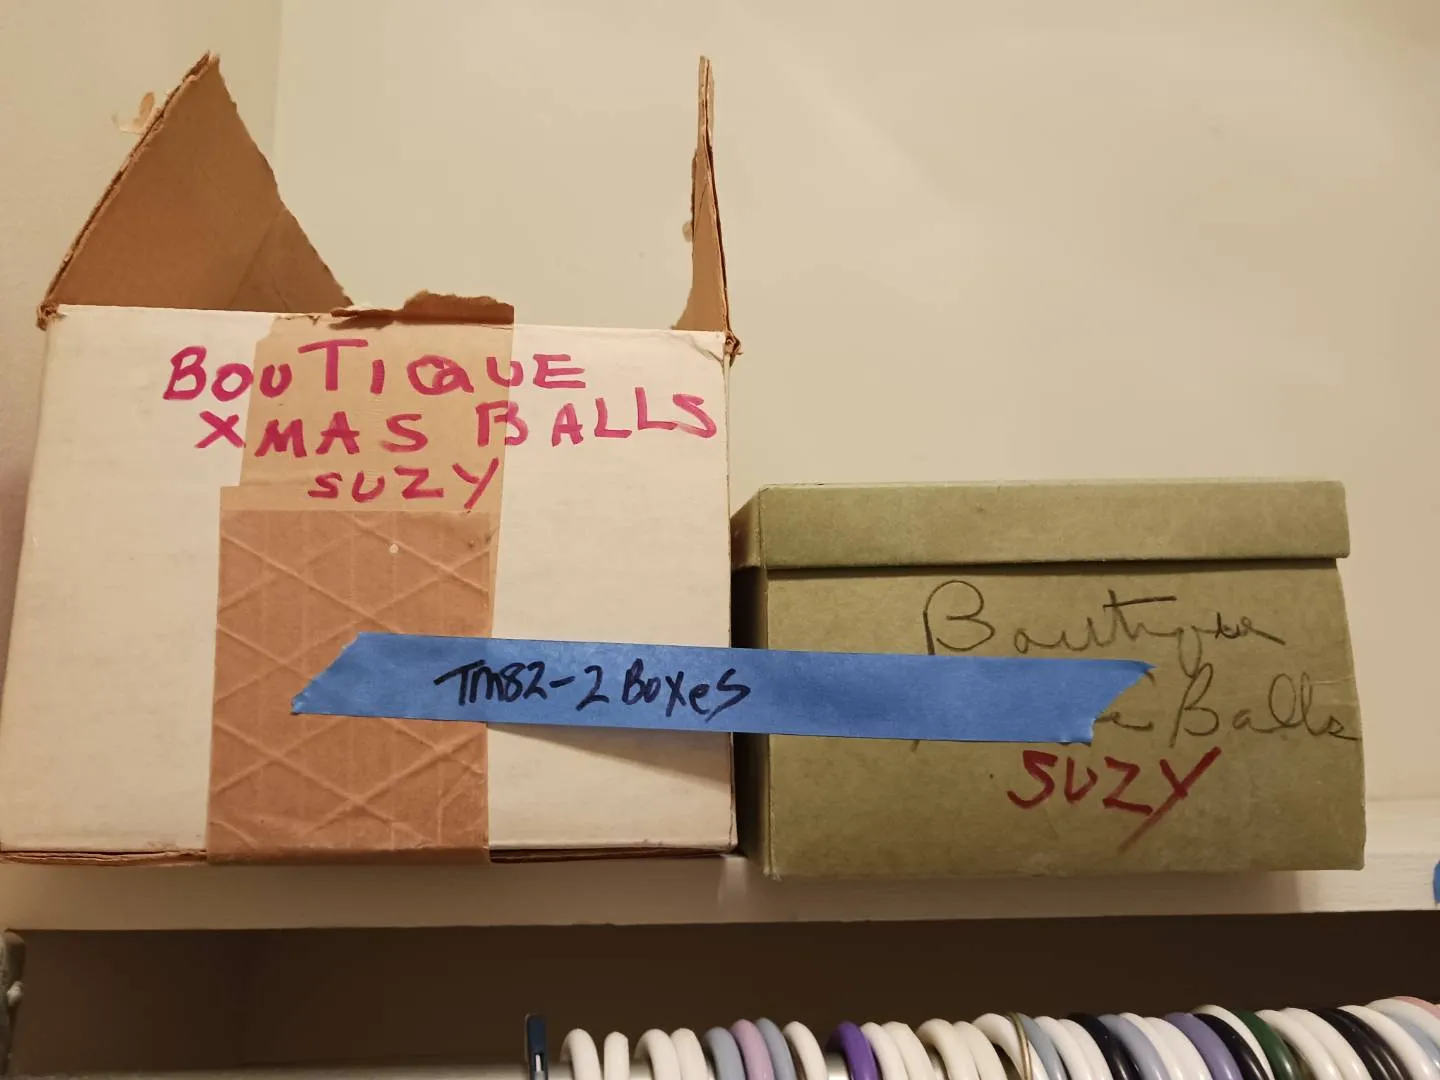 BOUTIQUE
XMAS BALLS
SUZY
TM82-2 BOXES
Boutique
Balls
SUZY